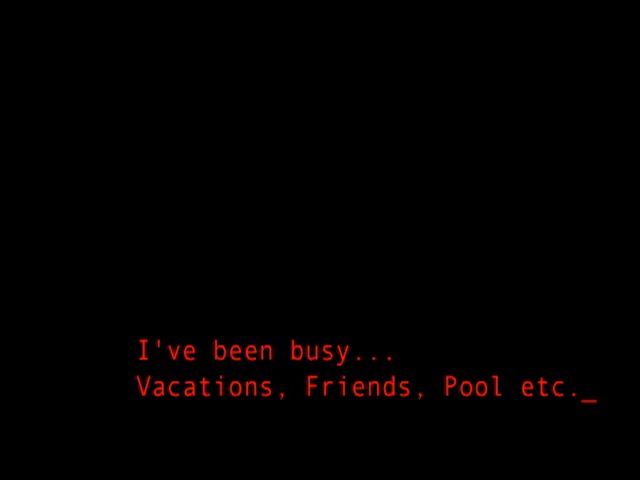 I've been busy...
Vacations, Friends, Pool etc._